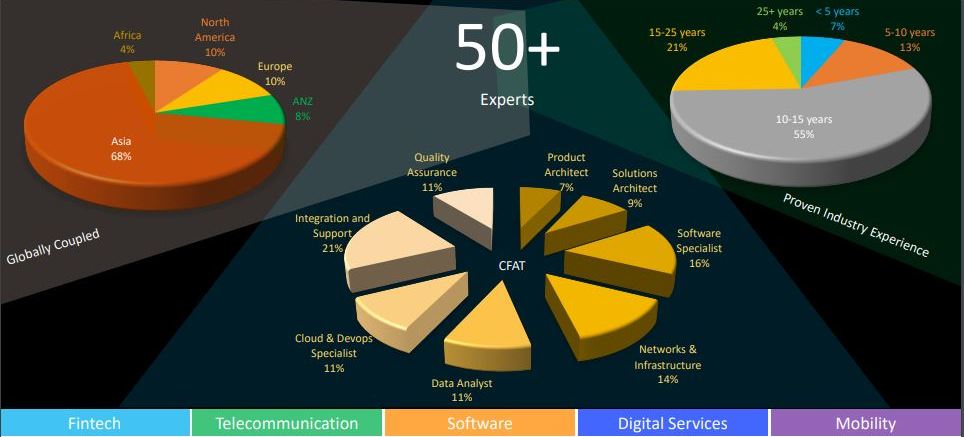 50+
Experts
Africa
4%
North
America
10%
Europe
10%
ANZ
8%
Asia
68%
Globally Coupled
25+ years
4%
< 5 years
7%
5-10 years
13%
15-25 years
21%
10-15 years
55%
Proven Industry Experience
Quality
Assurance
11%
Product
Architect
7%
Solutions
Architect
9%
Software
Specialist
16%
Networks &
Infrastructure
14%
Data Analyst
11%
Cloud & Devops
Specialist
11%
Integration and
Support
21%
CFAT
Fintech
Telecommunication
Software
Digital Services
Mobility